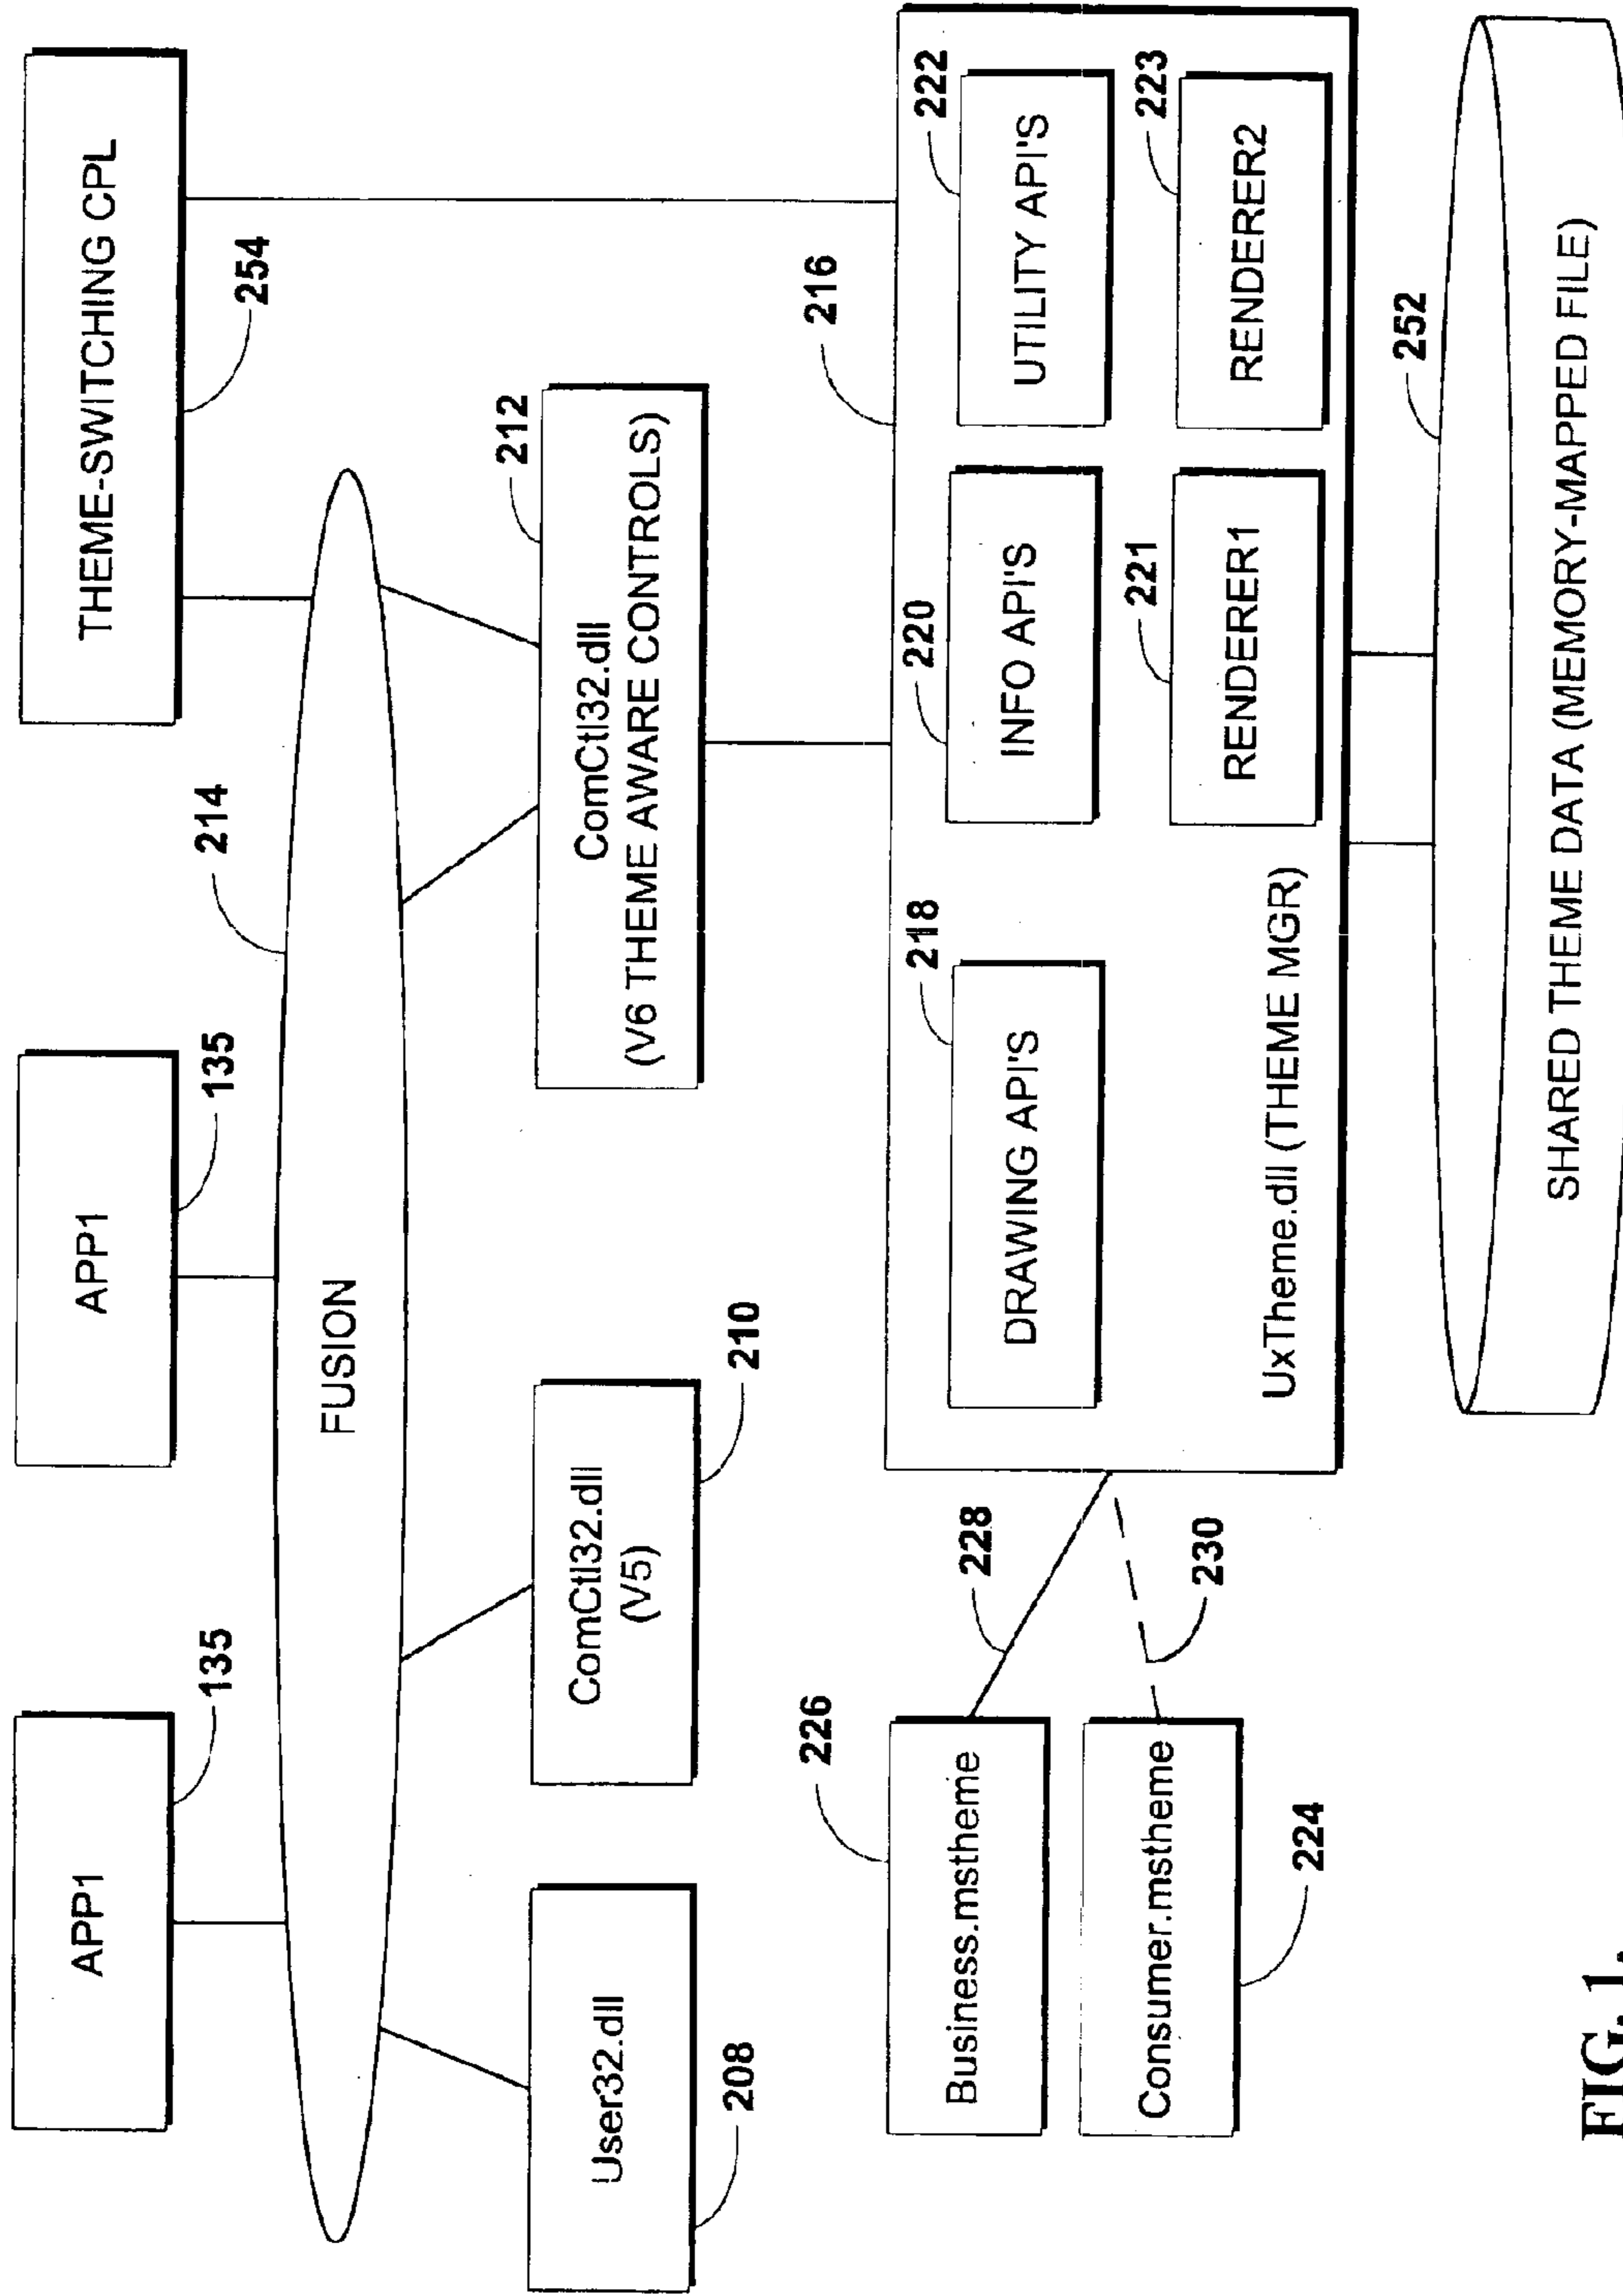 APP1
135
APP1
135
THEME-SWITCHING CPL
254
214
FUSION
User32.dll
208
ComCtl32.dll
(V5)
210
212
ComCtl32.dll
(V6 THEME AWARE CONTROLS)
216
226
Business.mstheme
228
Consumer.mstheme
224
230
218
DRAWING API'S
220
INFO API'S
222
UTILITY API'S
221
RENDERER1
223
RENDERER2
UxTheme.dll (THEME MGR)
252
SHARED THEME DATA (MEMORY-MAPPED FILE)
FIG. 1.